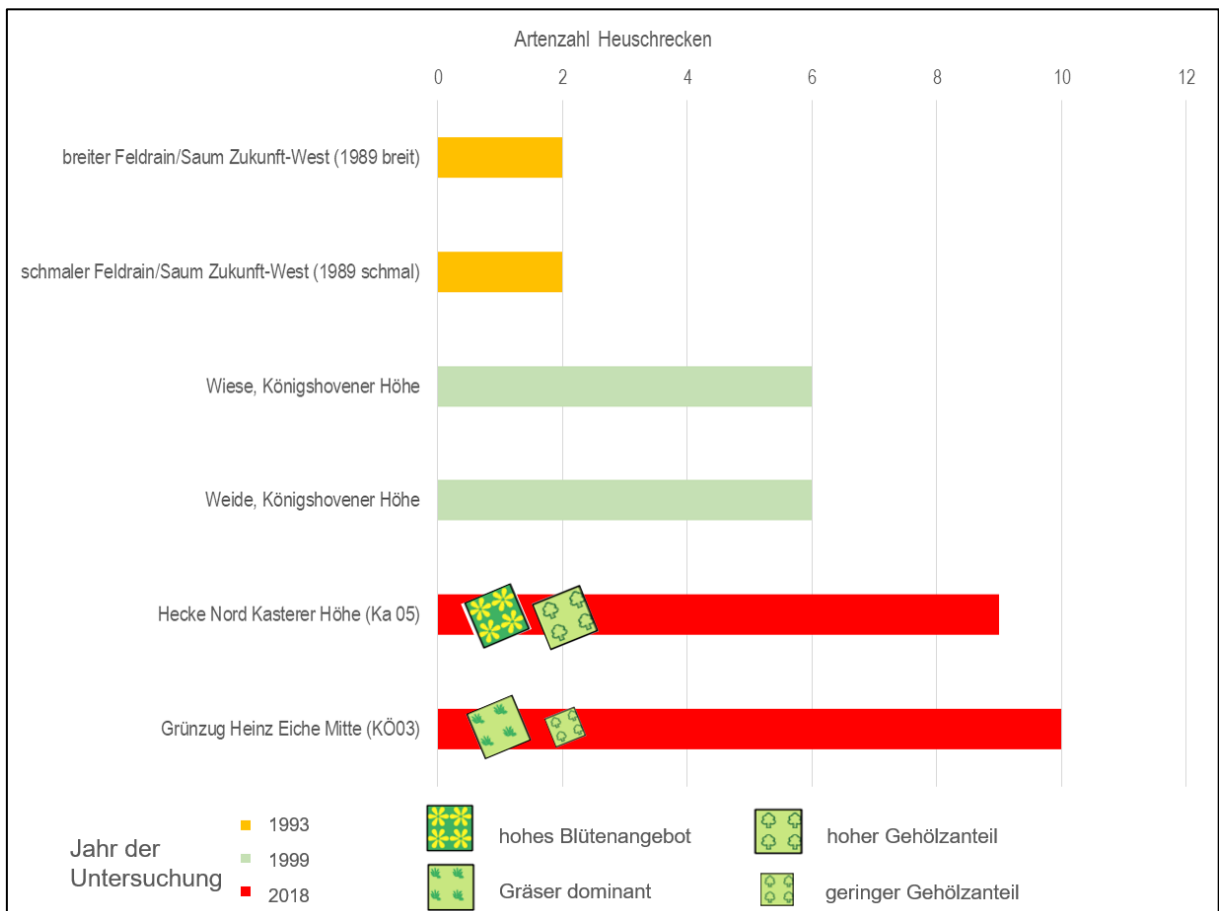 Artenzahl Heuschrecken
0 2 4 6 8 10 12
breiter Feldrain/Saum Zukunft-West (1989 breit)
schmaler Feldrain/Saum Zukunft-West (1989 schmal)
Wiese, Königshovener Höhe
Weide, Königshovener Höhe
Hecke Nord Kasterer Höhe (Ka 05)
Grünzug Heinz Eiche Mitte (KÖ03)
Jahr der
Untersuchung
1993
1999
2018
hohes Blütenangebot
Gräser dominant
hoher Gehölzanteil
geringer Gehölzanteil